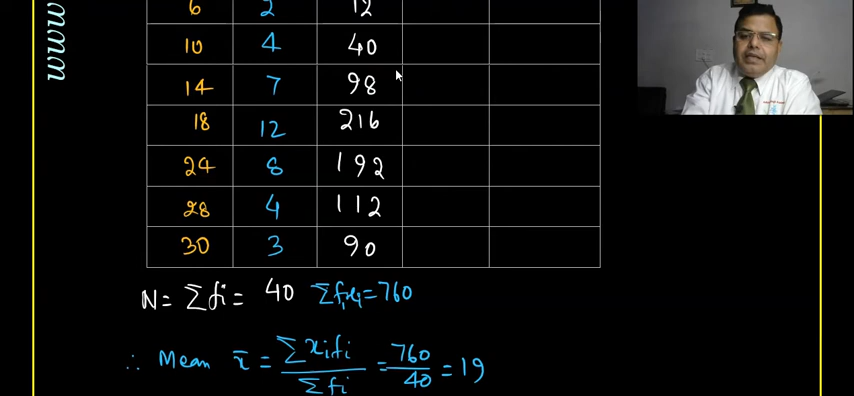 www
6 2 12
10 4 40
14 7 98
18 12 216
24 8 192
28 4 112
30 3 90
N = Σfi = 40 Σfixi = 760
∴ Mean x̄ = Σxifi / Σfi = 760 / 40 = 19